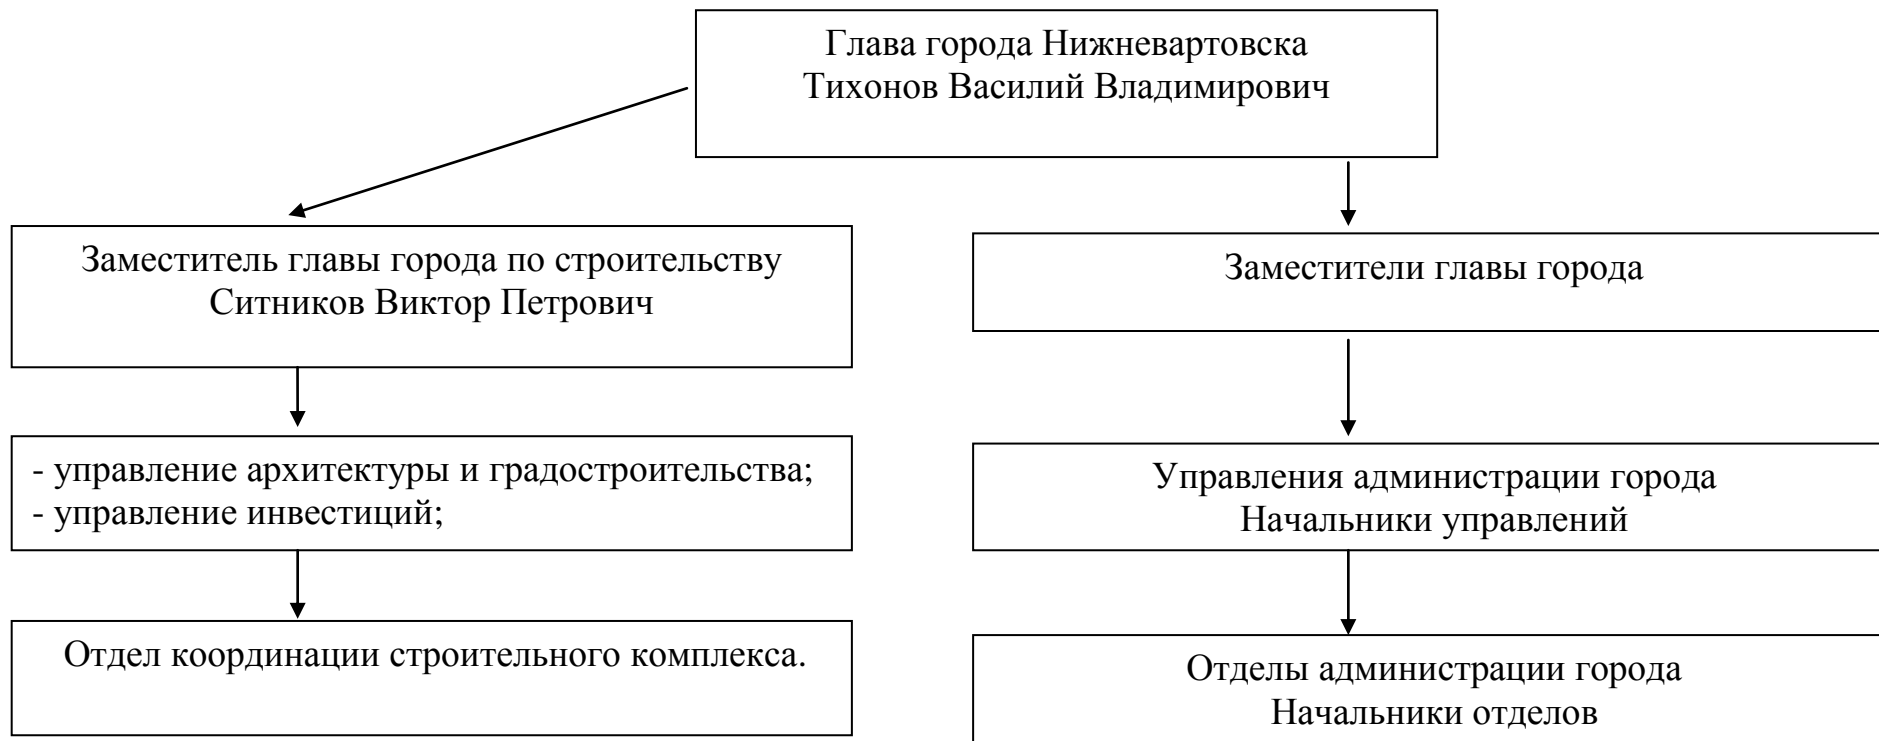 Глава города Нижневартовска
Тихонов Василий Владимирович
Заместитель главы города по строительству
Ситников Виктор Петрович
Заместители главы города
- управление архитектуры и градостроительства;
- управление инвестиций;
Управления администрации города
Начальники управлений
Отдел координации строительного комплекса.
Отделы администрации города
Начальники отделов